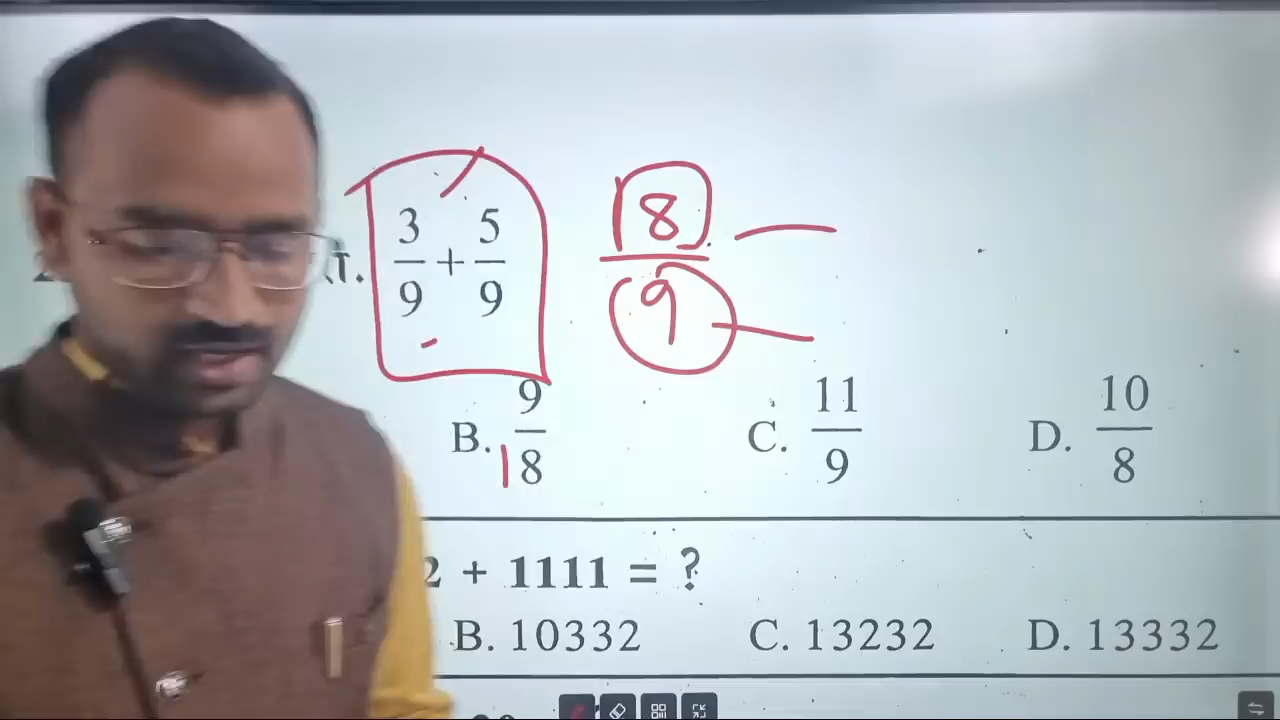 3/9 + 5/9 8/9
B. 9/18 C. 11/9 D. 10/8
2 + 1111 = ?
B. 10332 C. 13232 D. 13332